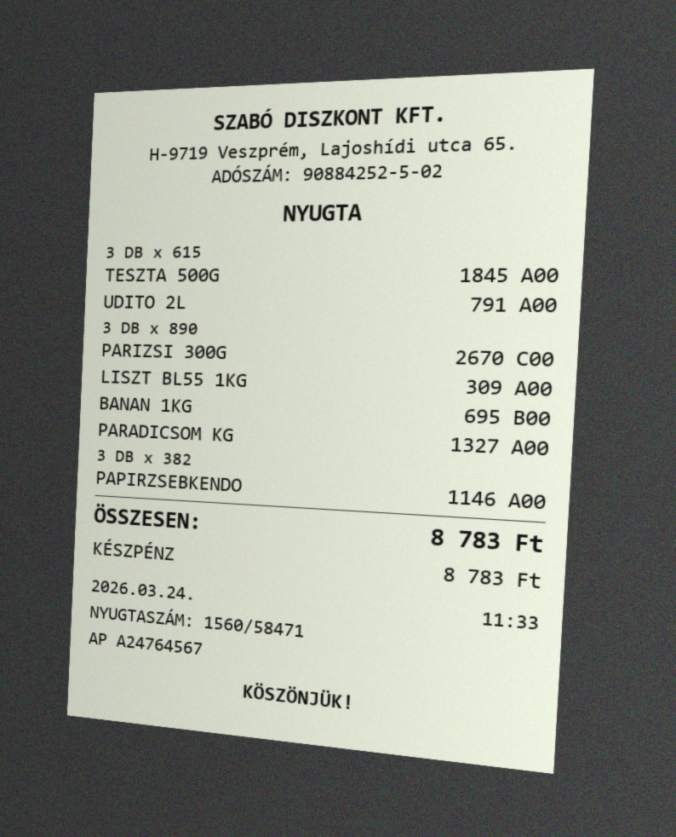 SZABÓ DISZKONT KFT.
H-9719 Veszprém, Lajoshídi utca 65.
ADÓSZÁM: 90884252-5-02
NYUGTA
3 DB x 615
TESZTA 500G 1845 A00
UDITO 2L 791 A00
3 DB x 890
PARIZSI 300G 2670 C00
LISZT BL55 1KG 309 A00
BANAN 1KG 695 B00
PARADICSOM KG 1327 A00
3 DB x 382
PAPIRZSEBKENDO 1146 A00
ÖSSZESEN: 8 783 Ft
KÉSZPÉNZ 8 783 Ft
2026.03.24. 11:33
NYUGTASZÁM: 1560/58471
AP A24764567
KÖSZÖNJÜK!